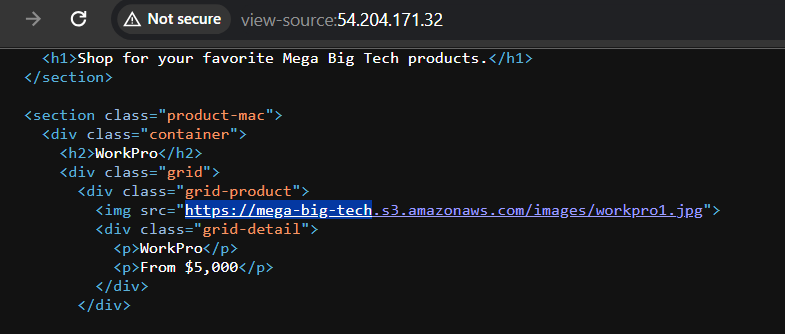 Not secure view-source:54.204.171.32
<h1>Shop for your favorite Mega Big Tech products.</h1>
</section>
<section class="product-mac">
<div class="container">
<h2>WorkPro</h2>
<div class="grid">
<div class="grid-product">
<img src="https://mega-big-tech.s3.amazonaws.com/images/workpro1.jpg">
<div class="grid-detail">
<p>WorkPro</p>
<p>From $5,000</p>
</div>
</div>